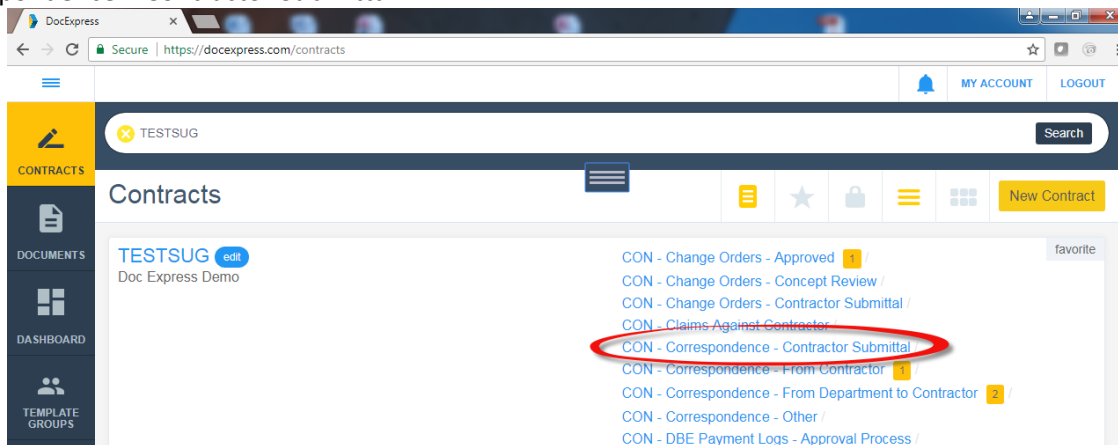 DocExpress
Secure | https://docexpress.com/contracts
MY ACCOUNT LOGOUT
TESTSUG Search
CONTRACTS
Contracts New Contract
DOCUMENTS
TESTSUG edit
Doc Express Demo
favorite
CON - Change Orders - Approved 1 /
CON - Change Orders - Concept Review /
CON - Change Orders - Contractor Submittal /
CON - Claims Against Contractor /
CON - Correspondence - Contractor Submittal /
CON - Correspondence - From Contractor 1 /
CON - Correspondence - From Department to Contractor 2 /
CON - Correspondence - Other /
CON - DBE Payment Logs - Approval Process /
DASHBOARD
TEMPLATE
GROUPS